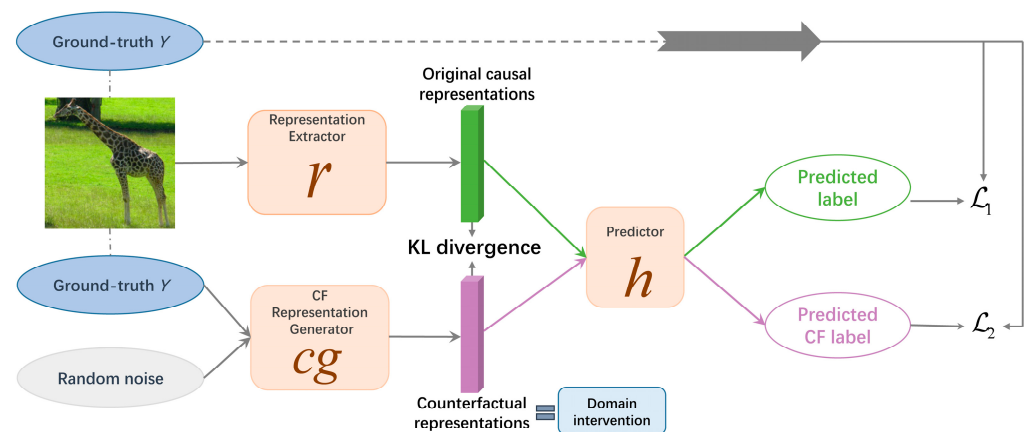 Ground-truth Y
Original causal
representations
Representation
Extractor
r
Predicted
label
ℒ1
KL divergence
Predictor
h
Ground-truth Y
CF
Representation
Generator
cg
Predicted
CF label
ℒ2
Random noise
Counterfactual
representations
Domain
intervention